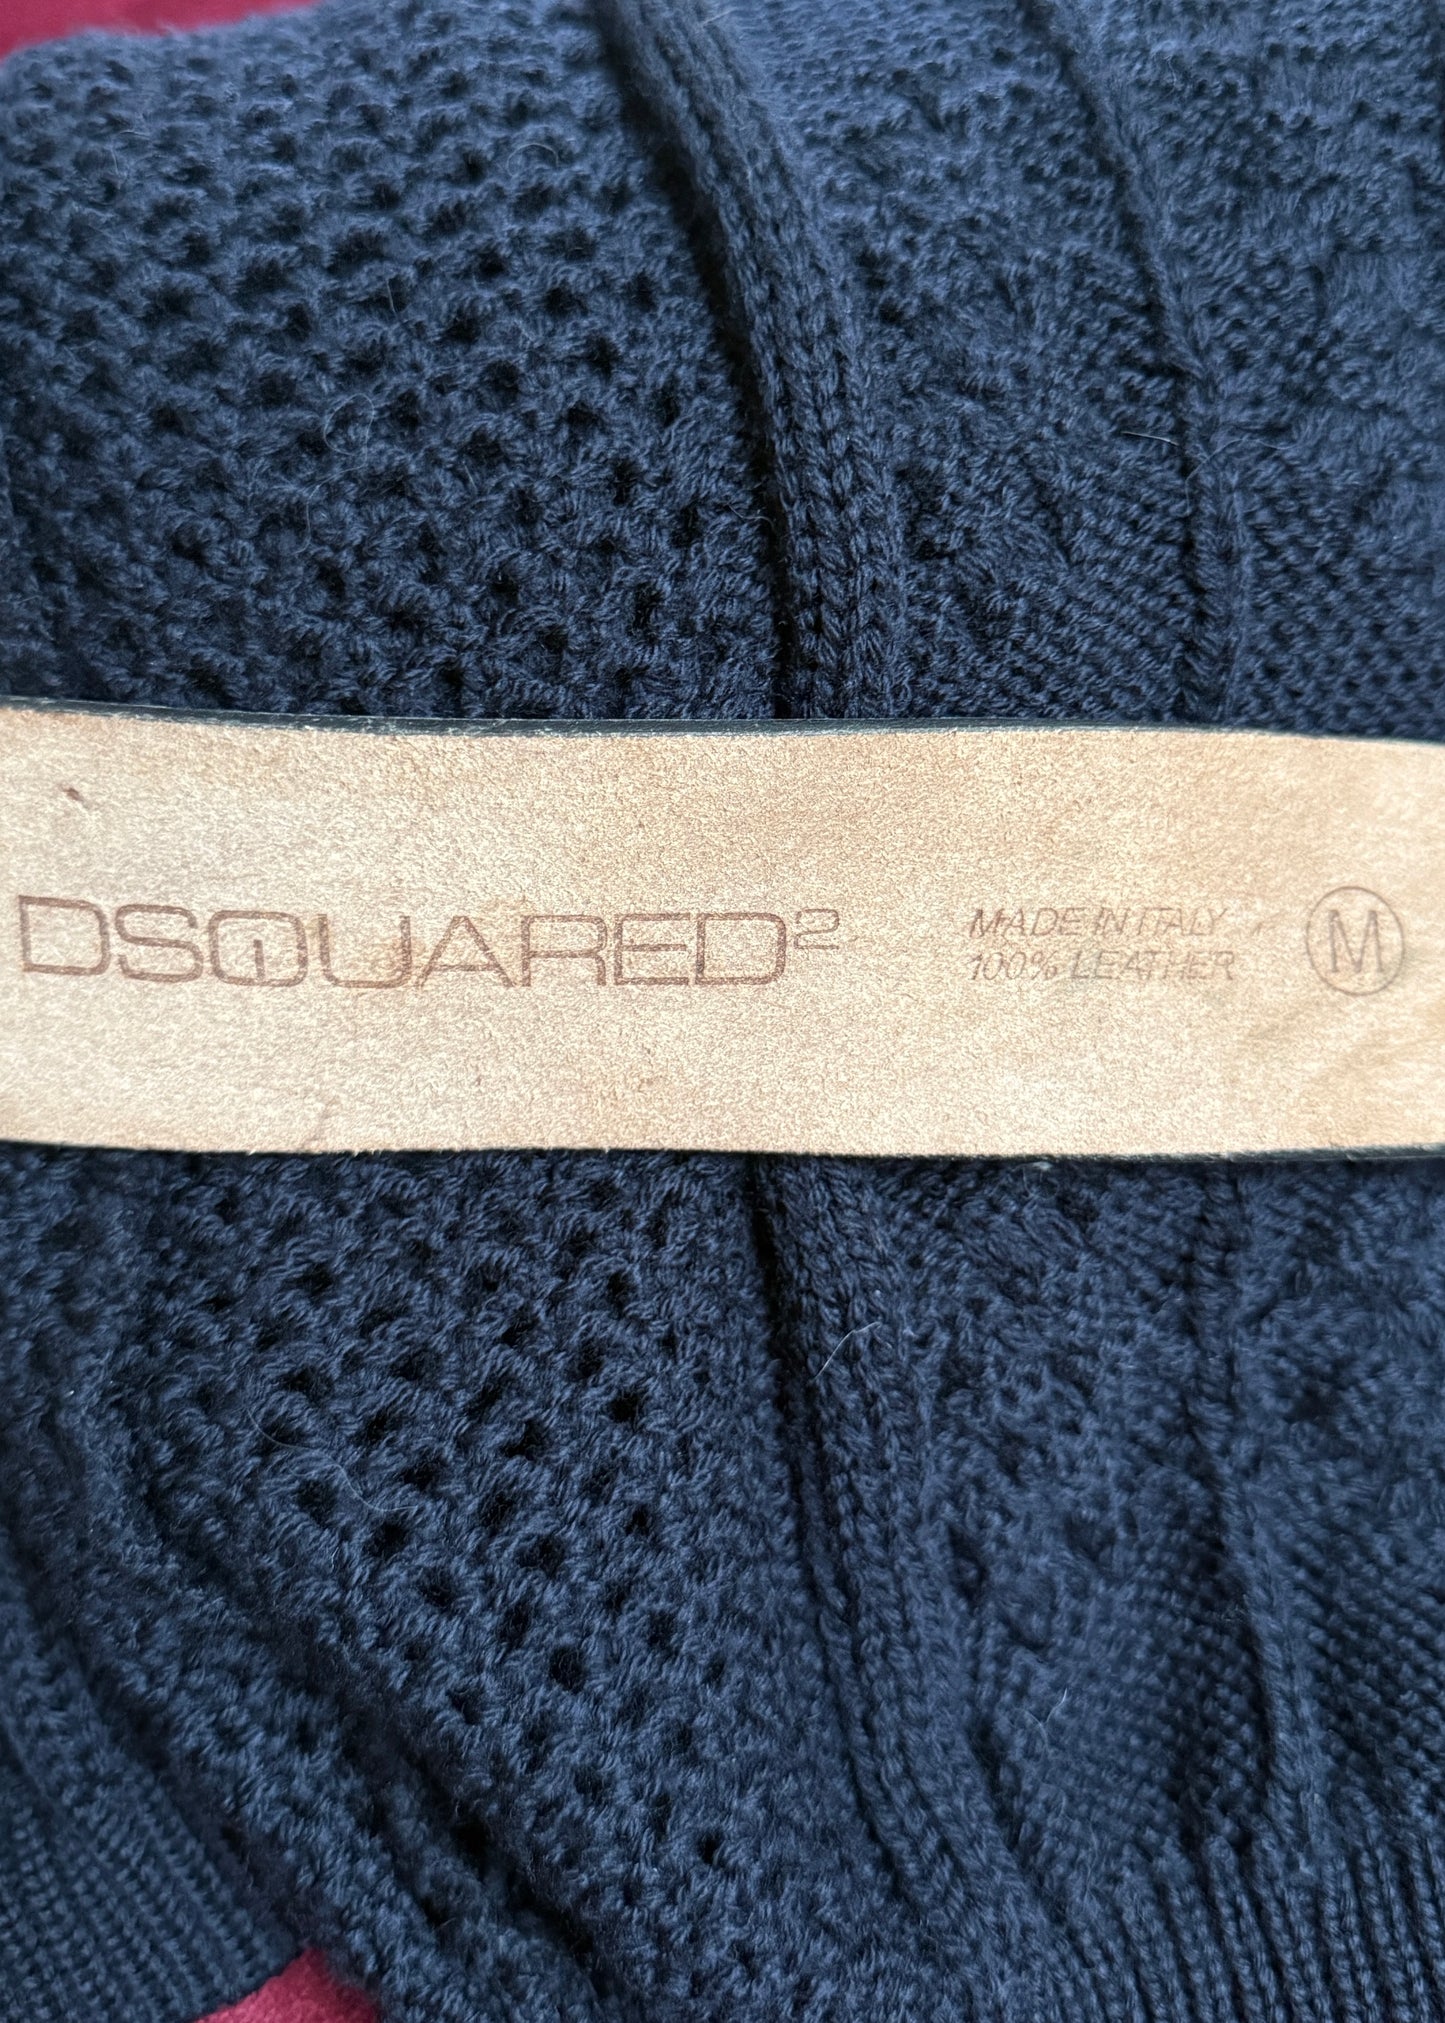 DSQUARED²
MADE IN ITALY
100% LEATHER
M